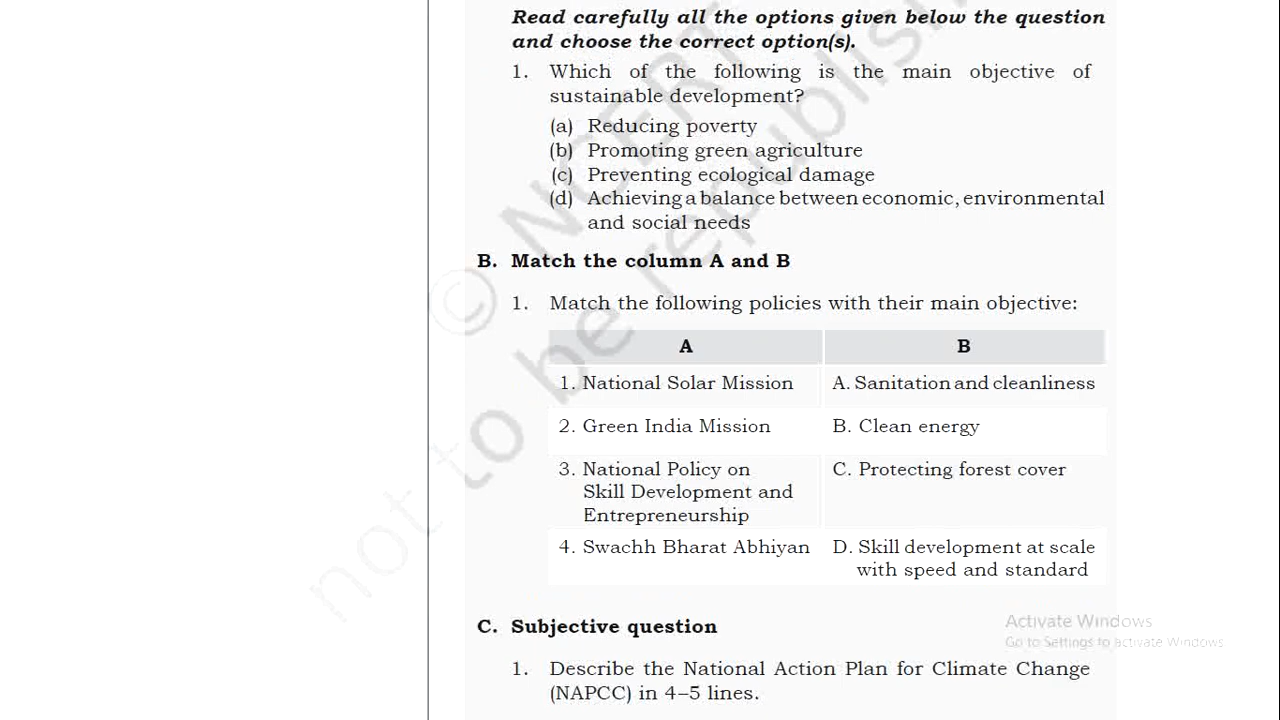 Read carefully all the options given below the question
and choose the correct option(s).
1. Which of the following is the main objective of
sustainable development?
(a) Reducing poverty
(b) Promoting green agriculture
(c) Preventing ecological damage
(d) Achieving a balance between economic, environmental
and social needs
B. Match the column A and B
1. Match the following policies with their main objective:
A B
1. National Solar Mission A. Sanitation and cleanliness
2. Green India Mission B. Clean energy
3. National Policy on C. Protecting forest cover
Skill Development and
Entrepreneurship
4. Swachh Bharat Abhiyan D. Skill development at scale
with speed and standard
C. Subjective question
1. Describe the National Action Plan for Climate Change
(NAPCC) in 4–5 lines.
© NCERT
not to be republish
Activate Windows
Go to Settings to activate Windows